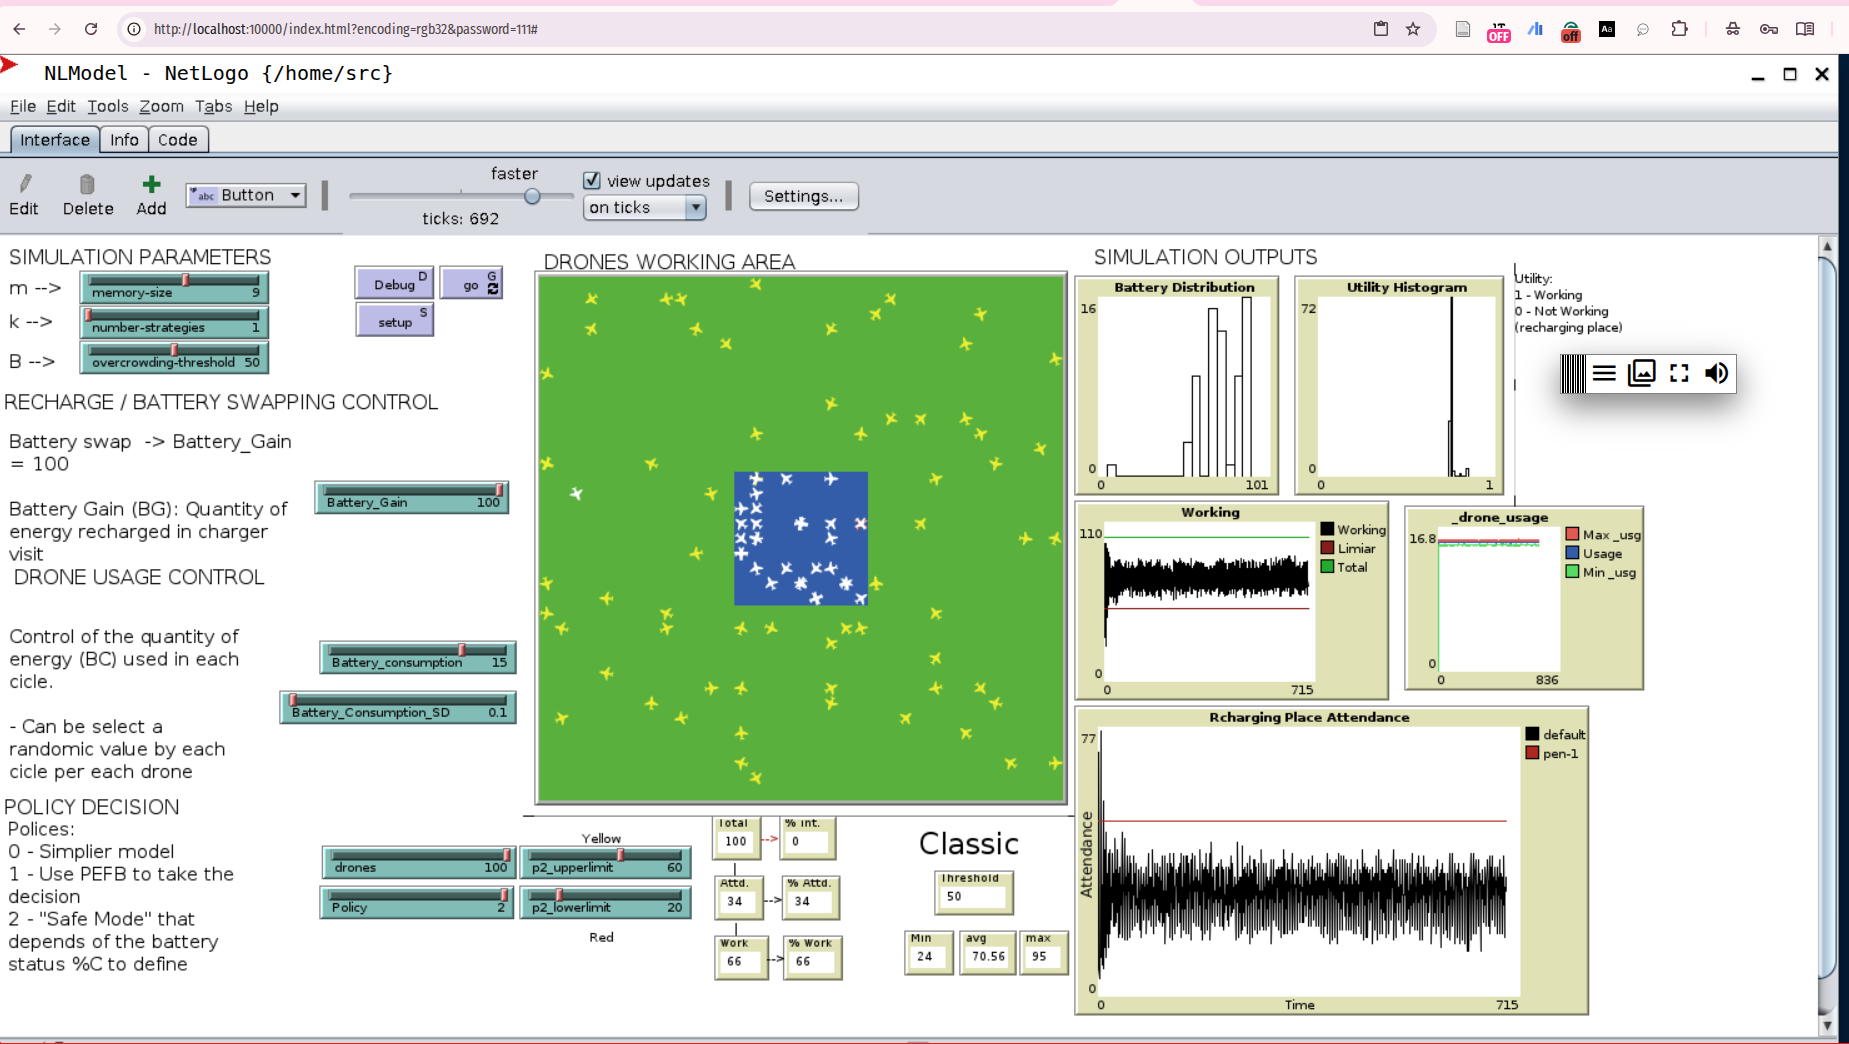 http://localhost:10000/index.html?encoding=rgb32&password=111#
OFF
off
Aa
NLModel - NetLogo {/home/src}
File Edit Tools Zoom Tabs Help
Interface Info Code
Edit Delete Add
abc Button
faster
ticks: 692
view updates
on ticks
Settings...
SIMULATION PARAMETERS
m -->
memory-size 9
k -->
number-strategies 1
B -->
overcrowding-threshold 50
Debug D
go G
setup S
RECHARGE / BATTERY SWAPPING CONTROL
Battery swap -> Battery_Gain
= 100
Battery Gain (BG): Quantity of
energy recharged in charger
visit
Battery_Gain 100
DRONE USAGE CONTROL
Control of the quantity of
energy (BC) used in each
cicle.
Battery_consumption 15
Battery_Consumption_SD 0.1
- Can be select a
randomic value by each
cicle per each drone
POLICY DECISION
Polices:
0 - Simplier model
1 - Use PEFB to take the
decision
2 - "Safe Mode" that
depends of the battery
status %C to define
drones 100
Policy 2
Yellow
p2_upperlimit 60
p2_lowerlimit 20
Red
DRONES WORKING AREA
Total
100
-->
% Int.
0
Attd.
34
-->
% Attd.
34
Work
66
-->
% Work
66
Classic
Threshold
50
Min
24
avg
70.56
max
95
SIMULATION OUTPUTS
Battery Distribution
16
0
0 101
Utility Histogram
72
0
0 1
Utility:
1 - Working
0 - Not Working
(recharging place)
Working
110
0
0 715
Working
Limiar
Total
_drone_usage
16.8
0
0 836
Max _usg
Usage
Min _usg
Rcharging Place Attendance
77
Attendance
0
0 Time 715
default
pen-1